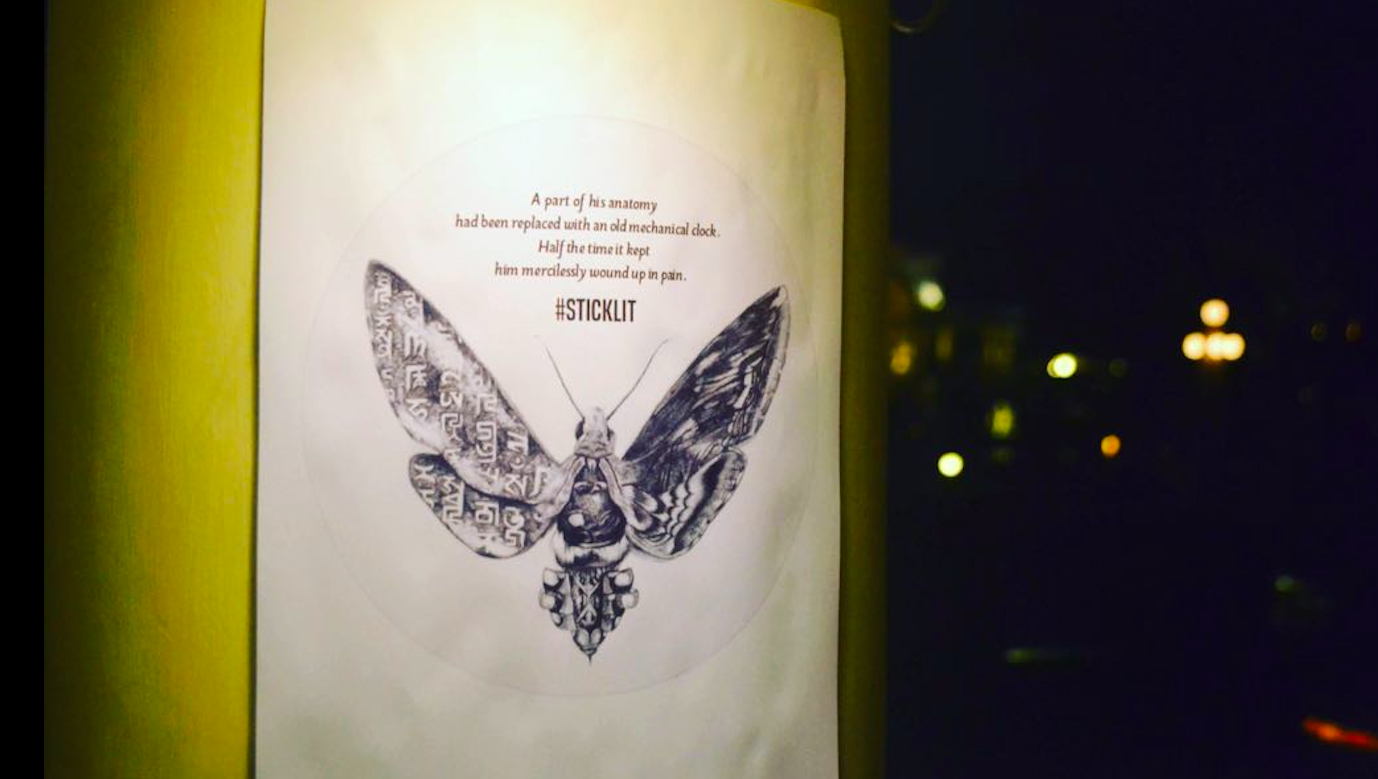 A part of his anatomy
had been replaced with an old mechanical clock.
Half the time it kept
him mercilessly wound up in pain.
#STICKLIT